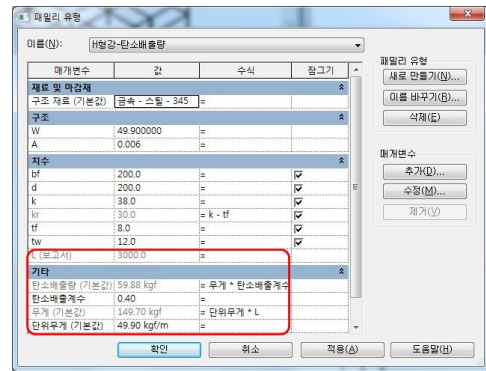 패밀리 유형
이름(N): H형강-탄소배출량
매개변수 값 수식 잠그기
재료 및 마감재
구조 재료 (기본값) 금속 - 스틸 - 345 =
구조
W 49.900000 =
A 0.006 =
치수
bf 200.0 =
d 200.0 =
k 38.0 =
kr 30.0 = k - tf
tf 8.0 =
tw 12.0 =
L (보고서) 3000.0 =
기타
탄소배출량 (기본값) 59.88 kgf = 무게 * 탄소배출계수
탄소배출계수 0.40 =
무게 (기본값) 149.70 kgf = 단위무게 * L
단위무게 (기본값) 49.90 kgf/m =
패밀리 유형
새로 만들기(N)...
이름 바꾸기(R)...
삭제(E)
매개변수
추가(D)...
수정(M)...
제거(V)
확인 취소 적용(A) 도움말(H)